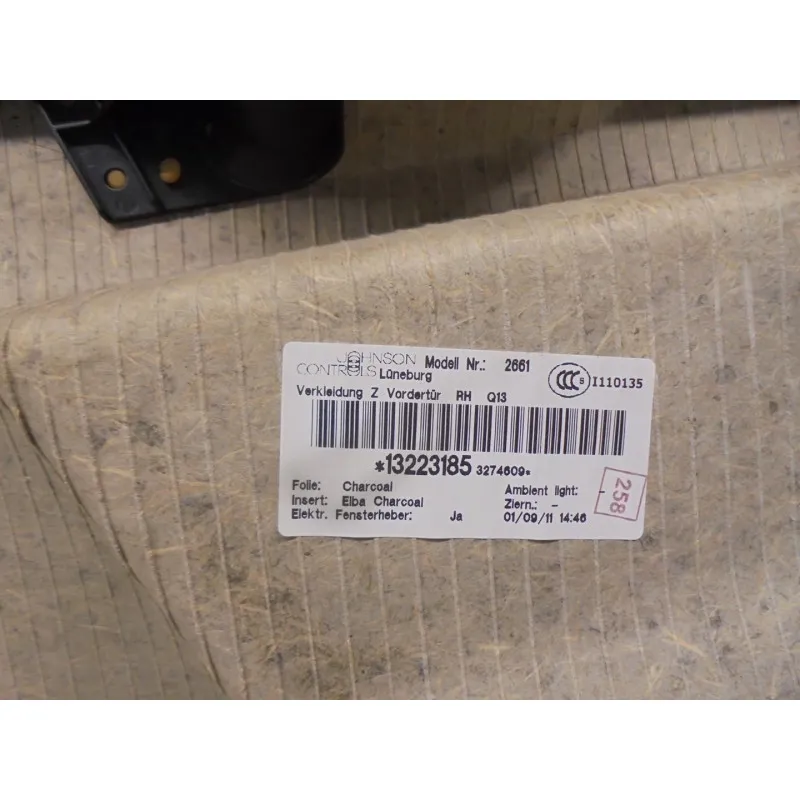 JOHNSON
CONTROLS Lüneburg Modell Nr.: 2661
CCC S I110135
Verkleidung Z Vordertür RH Q13
*13223185 3274609*
Folie: Charcoal
Insert: Elba Charcoal
Elektr. Fensterheber: Ja
Ambient light: -
Ziern.: -
01/09/11 14:46
258